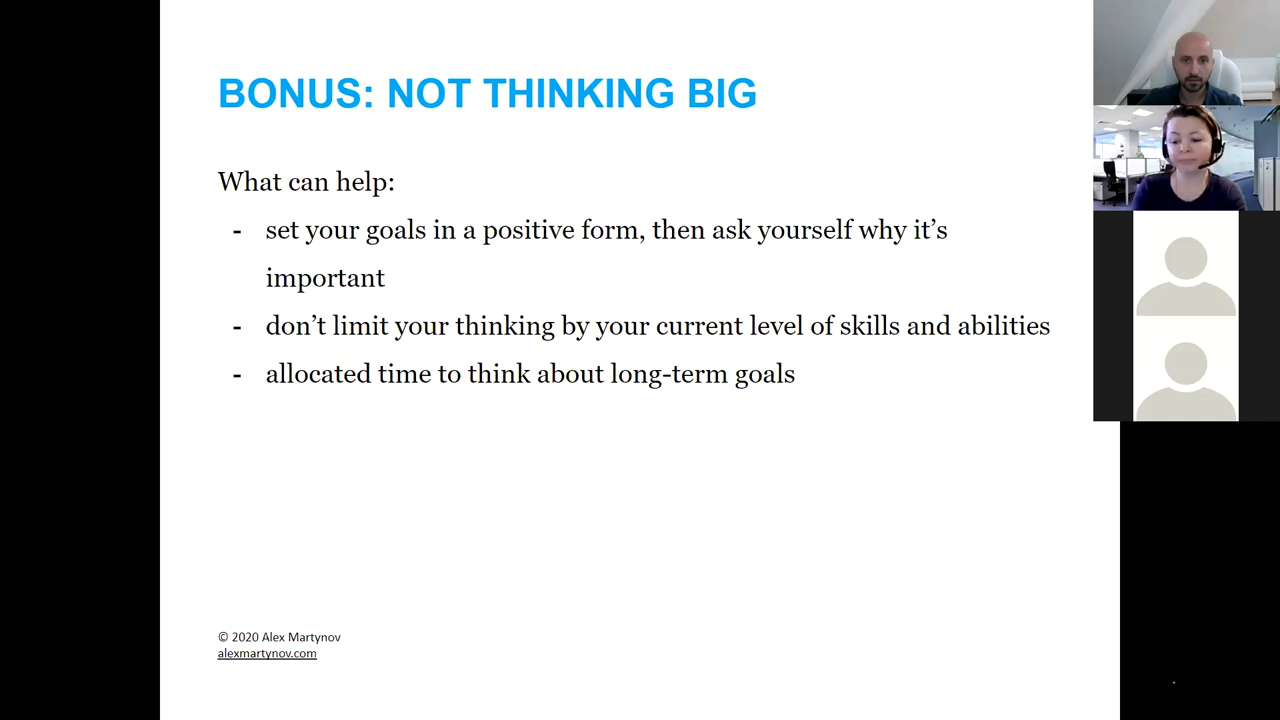 BONUS: NOT THINKING BIG
What can help:
- set your goals in a positive form, then ask yourself why it’s
important
- don’t limit your thinking by your current level of skills and abilities
- allocated time to think about long-term goals
© 2020 Alex Martynov
alexmartynov.com